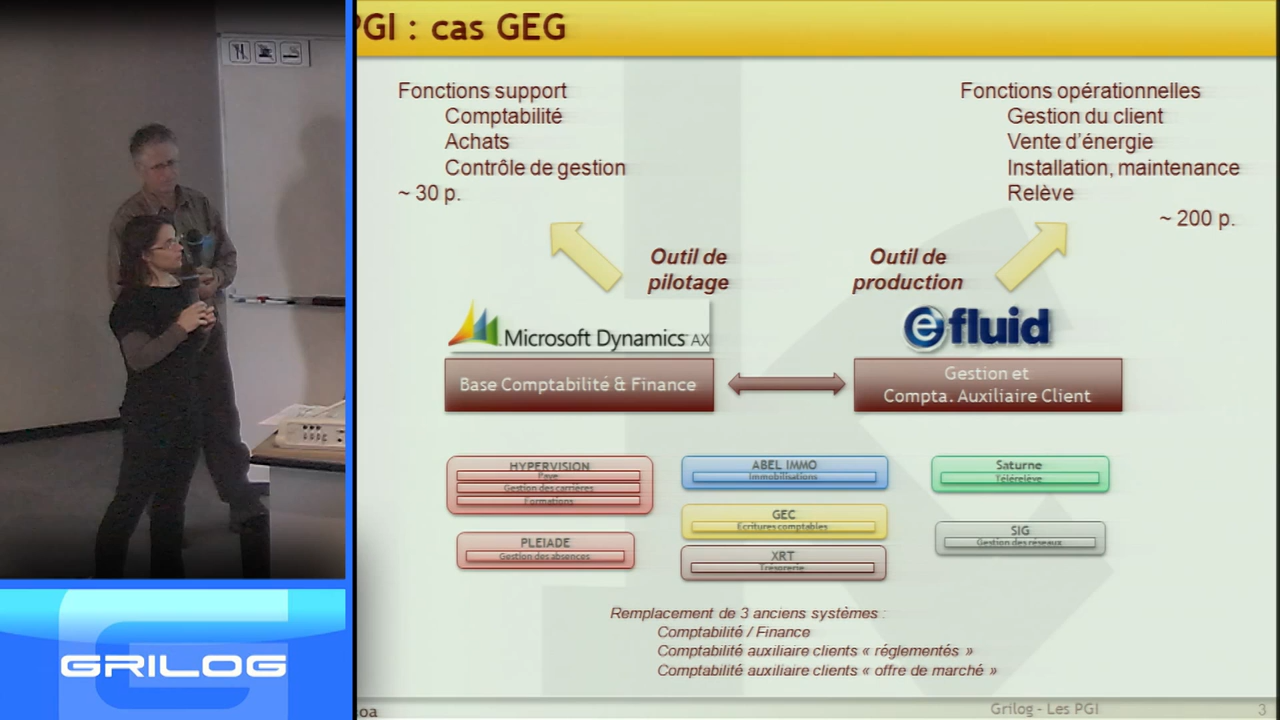 PGI : cas GEG
Fonctions support
Comptabilité
Achats
Contrôle de gestion
~ 30 p.
Fonctions opérationnelles
Gestion du client
Vente d'énergie
Installation, maintenance
Relève
~ 200 p.
Outil de
pilotage
Outil de
production
Microsoft Dynamics AX
efluid
Base Comptabilité & Finance
Gestion et
Compta. Auxiliaire Client
HYPERVISION
Paye
Gestion des carrières
Formations
PLEIADE
Gestion des absences
ABEL IMMO
Immobilisations
GEC
Ecritures comptables
XRT
Trésorerie
Saturne
Télérelève
SIG
Gestion des réseaux
Remplacement de 3 anciens systèmes :
Comptabilité / Finance
Comptabilité auxiliaire clients « réglementés »
Comptabilité auxiliaire clients « offre de marché »
GRILOG
oa
Grilog - Les PGI
3